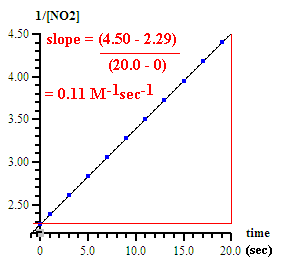 1/[NO2]
4.50
slope = (4.50 - 2.29)
(20.0 - 0)
4.00
= 0.11 M-1sec-1
3.50
3.00
2.50
time
0 5.0 10.0 15.0 20.0 (sec)